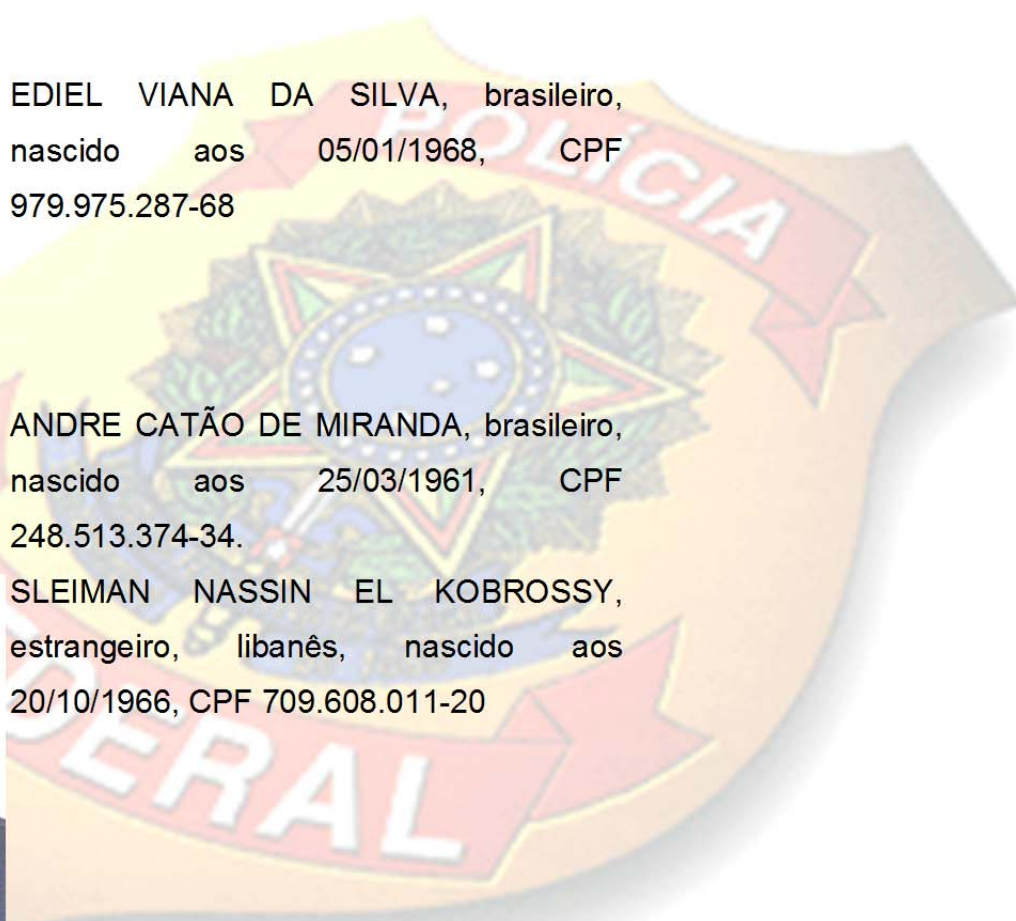 EDIEL VIANA DA SILVA, brasileiro,
nascido aos 05/01/1968, CPF
979.975.287-68
ANDRE CATÃO DE MIRANDA, brasileiro,
nascido aos 25/03/1961, CPF
248.513.374-34.
SLEIMAN NASSIN EL KOBROSSY,
estrangeiro, libanês, nascido aos
20/10/1966, CPF 709.608.011-20
POLÍCIA
DERAL